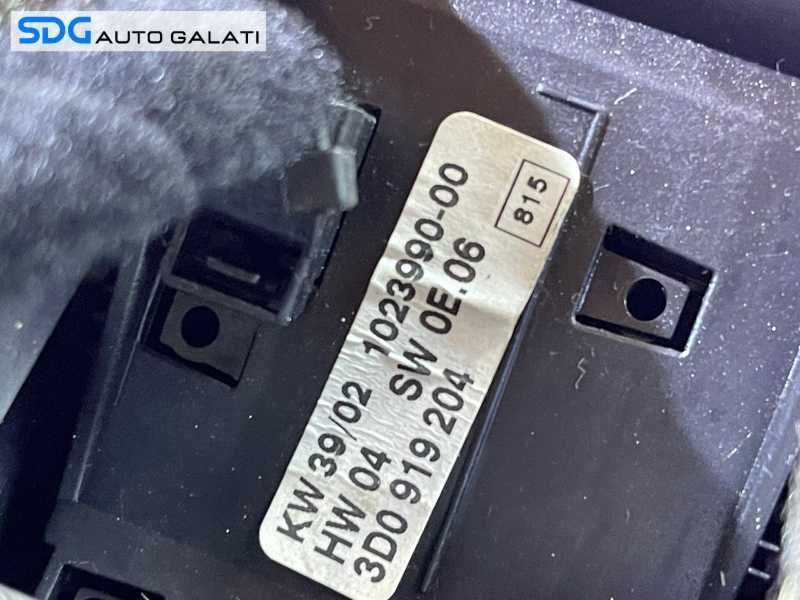 SDG AUTO GALATI
KW 39/02 1023990-00
HW 04 SW 0E.06
3D0 919 204
815